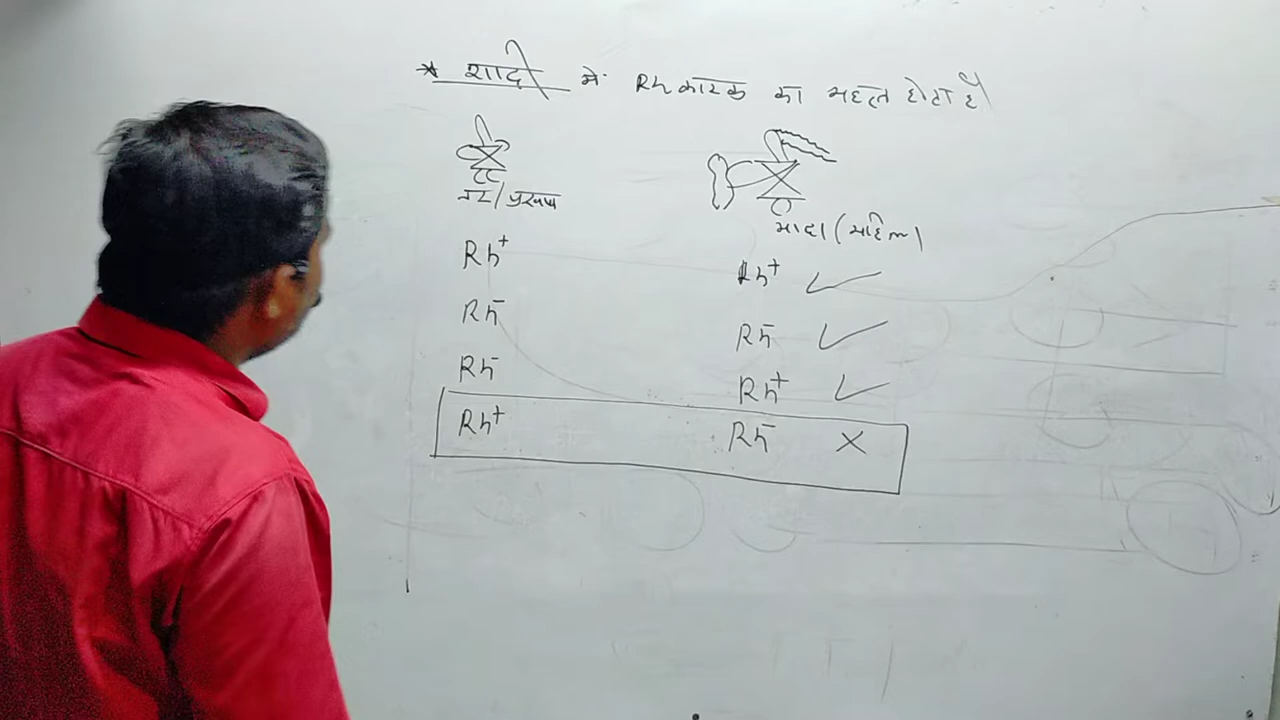 * शादी में Rh कारक का महत्व होता है
नर/पुरुष
मादा (महिला)
Rh⁺ Rh⁺ ✓
Rh⁻ Rh⁻ ✓
Rh⁻ Rh⁺ ✓
Rh⁺ Rh⁻ ×